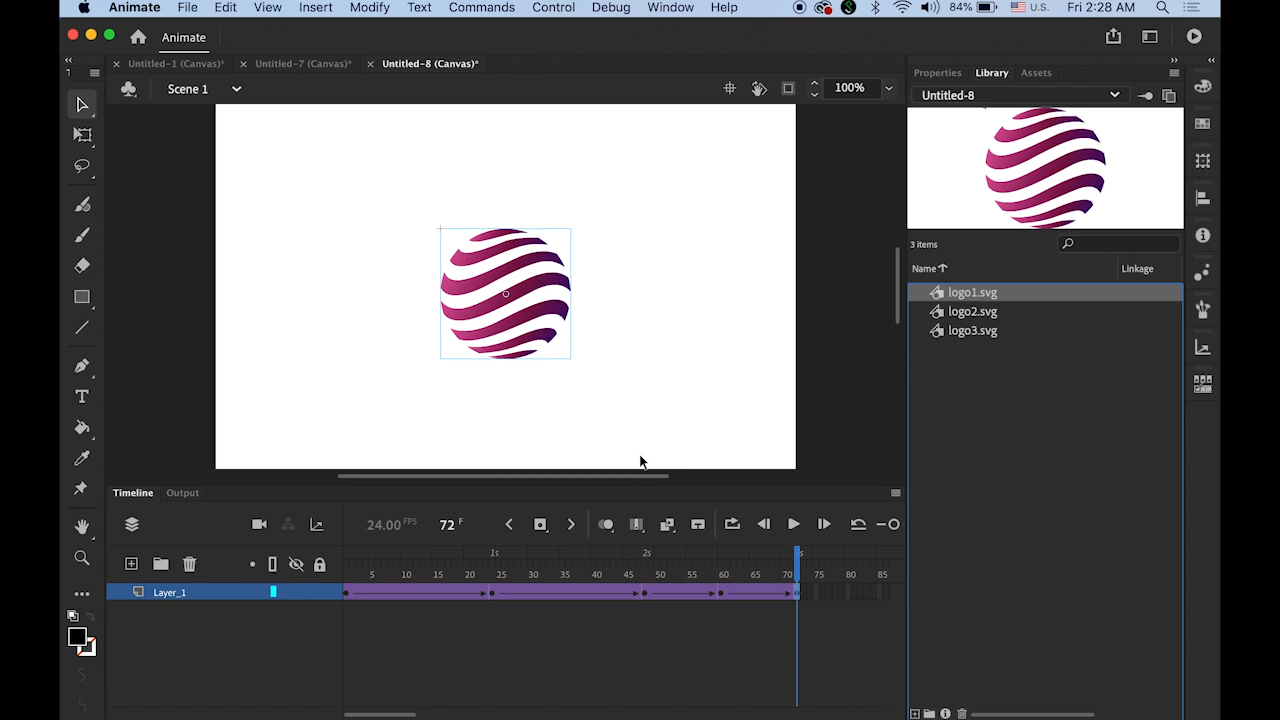 Animate File Edit View Insert Modify Text Commands Control Debug Window Help 84% U.S. Fri 2:28 AM
Animate
Untitled-1 (Canvas)* Untitled-7 (Canvas)* Untitled-8 (Canvas)*
Scene 1 100%
Properties Library Assets
Untitled-8
3 items
Name Linkage
logo1.svg
logo2.svg
logo3.svg
Timeline Output
24.00 FPS 72 F
1s 2s
5 10 15 20 25 30 35 40 45 50 55 60 65 70 75 80 85
Layer_1